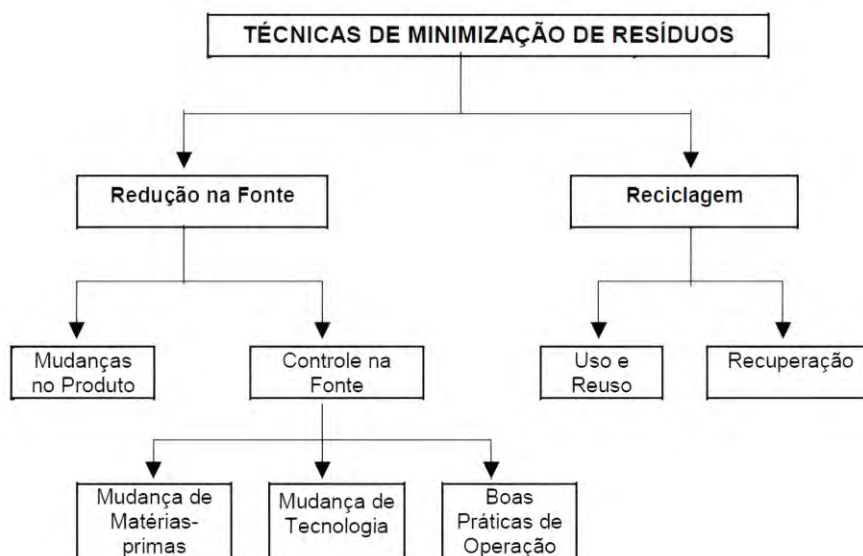 TÉCNICAS DE MINIMIZAÇÃO DE RESÍDUOS
Redução na Fonte
Reciclagem
Mudanças
no Produto
Controle na
Fonte
Uso e
Reuso
Recuperação
Mudança de
Matérias-
primas
Mudança de
Tecnologia
Boas
Práticas de
Operação